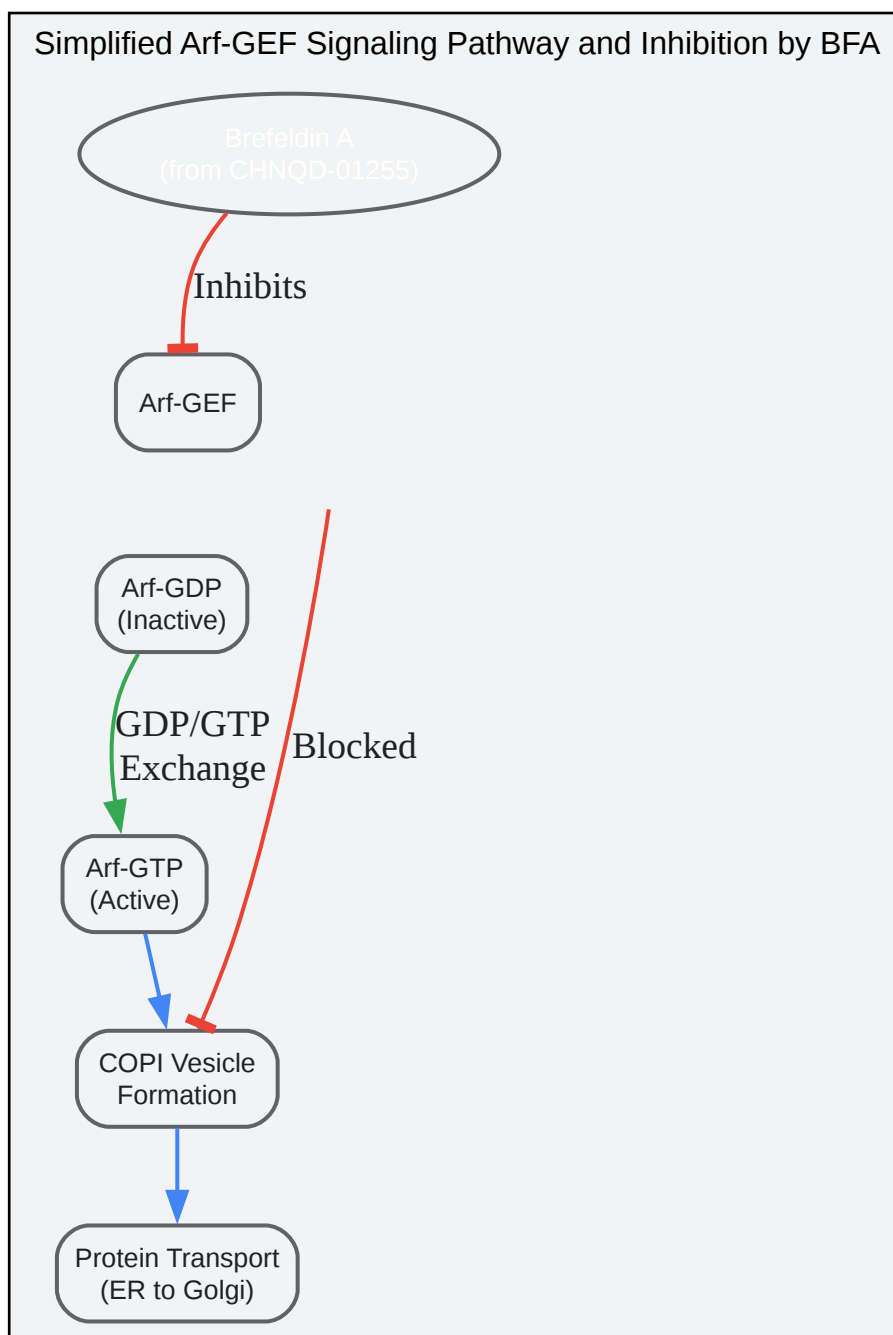 Simplified Arf-GEF Signaling Pathway and Inhibition by BFA
Brefeldin A
(from CHNQD-01255)
Inhibits
Arf-GEF
Arf-GDP
(Inactive)
GDP/GTP
Exchange
Blocked
Arf-GTP
(Active)
COPI Vesicle
Formation
Protein Transport
(ER to Golgi)